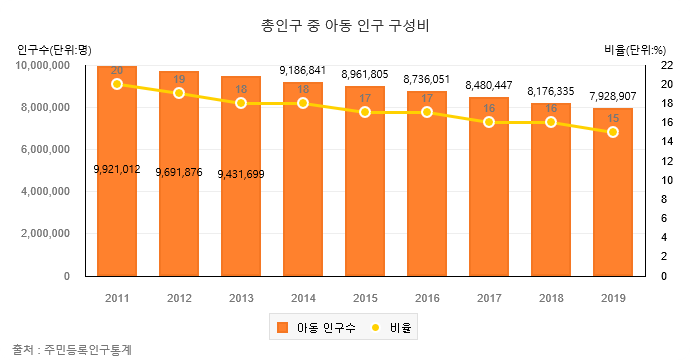 총인구 중 아동 인구 구성비
인구수(단위:명) 비율(단위:%)
10,000,000 20 19 18 18 17 17 16 16 15 22
9,186,841 8,961,805 8,736,051 8,480,447 8,176,335 7,928,907 20
8,000,000 18
16
6,000,000 14
9,921,012 9,691,876 9,431,699 12
4,000,000 10
8
6
2,000,000 4
2
0 0
2011 2012 2013 2014 2015 2016 2017 2018 2019
아동 인구수 비율
출처 : 주민등록인구통계